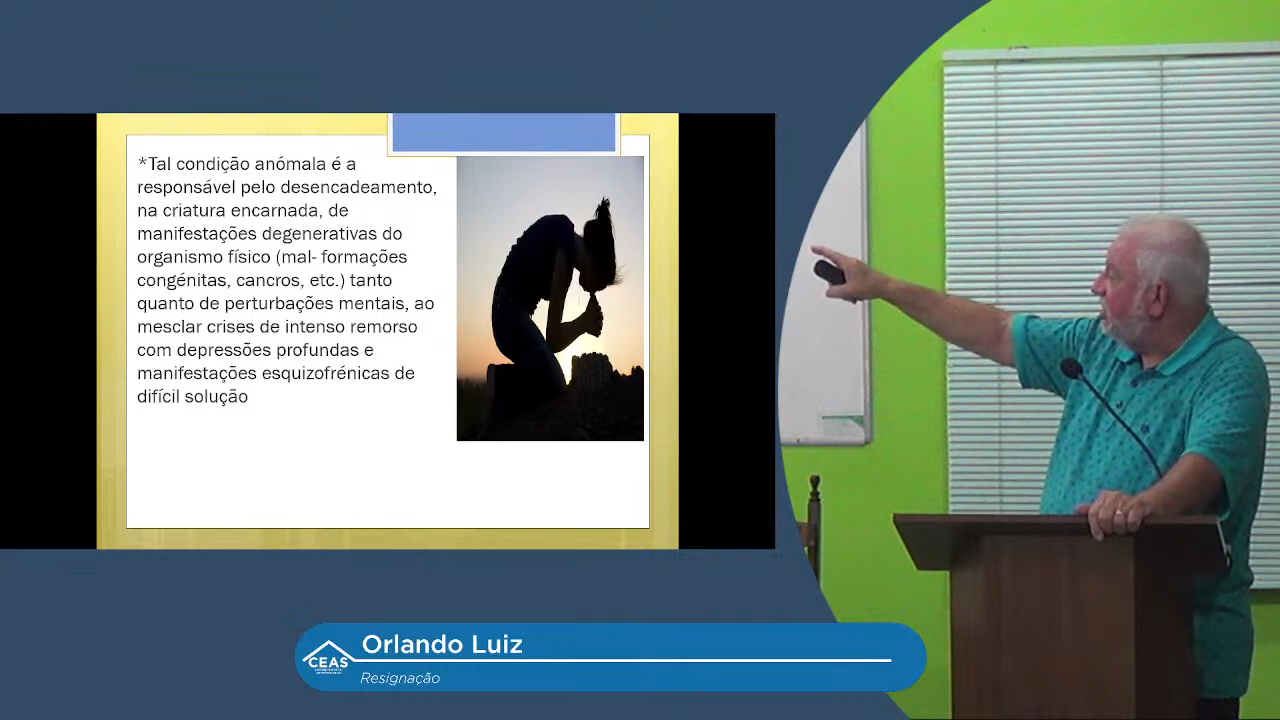 *Tal condição anómala é a
responsável pelo desencadeamento,
na criatura encarnada, de
manifestações degenerativas do
organismo físico (mal- formações
congénitas, cancros, etc.) tanto
quanto de perturbações mentais, ao
mesclar crises de intenso remorso
com depressões profundas e
manifestações esquizofrénicas de
difícil solução
Orlando Luiz
CEAS
Resignação